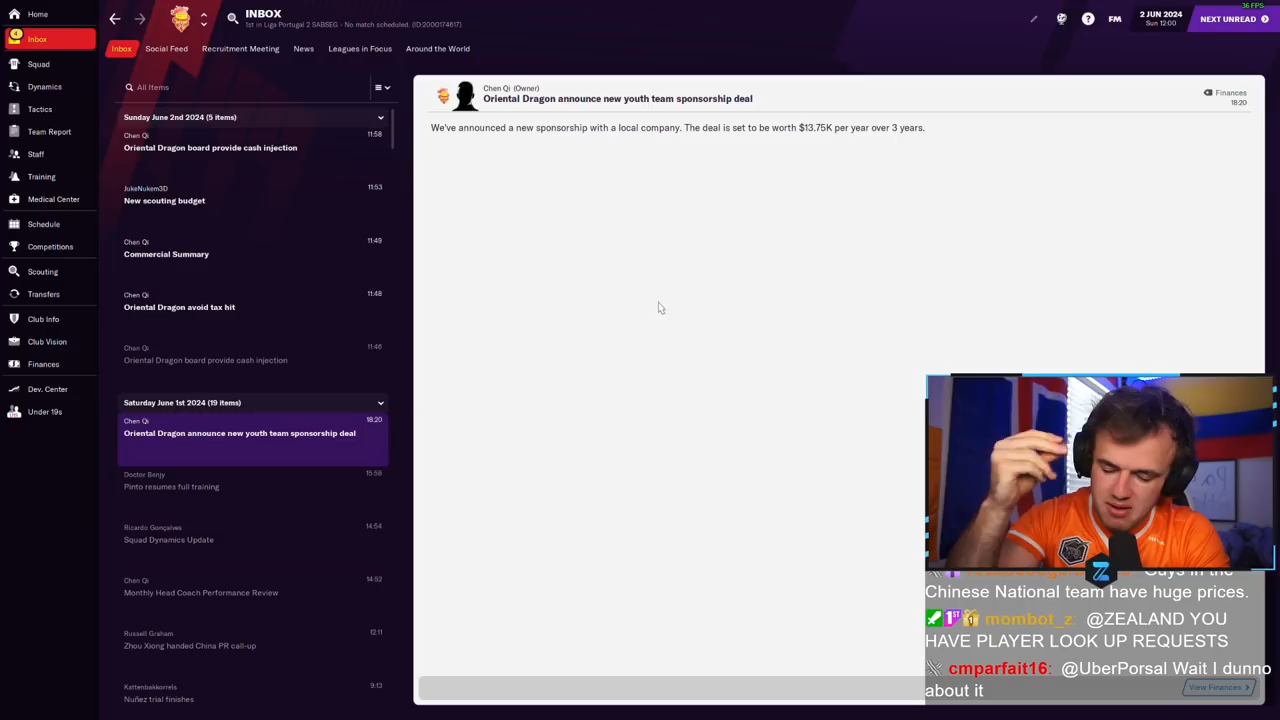 36 FPS
Home
4
Inbox
Squad
Dynamics
Tactics
Team Report
Staff
Training
Medical Center
Schedule
Competitions
Scouting
Transfers
Club Info
Club Vision
Finances
Dev. Center
Under 19s
INBOX
1st in Liga Portugal 2 SABSEG - No match scheduled. (ID:2000174617)
FM
2 JUN 2024
Sun 12:00
NEXT UNREAD
Inbox
Social Feed
Recruitment Meeting
News
Leagues in Focus
Around the World
All Items
Sunday June 2nd 2024 (5 items)
Chen Qi 11:58
Oriental Dragon board provide cash injection
JukeNukem3D 11:53
New scouting budget
Chen Qi 11:49
Commercial Summary
Chen Qi 11:48
Oriental Dragon avoid tax hit
Chen Qi 11:46
Oriental Dragon board provide cash injection
Saturday June 1st 2024 (19 items)
Chen Qi 18:20
Oriental Dragon announce new youth team sponsorship deal
Doctor Benjy 15:58
Pinto resumes full training
Ricardo Gonçalves 14:54
Squad Dynamics Update
Chen Qi 14:52
Monthly Head Coach Performance Review
Russell Graham 12:11
Zhou Xiong handed China PR call-up
Kattenbakkorrels 9:13
Nuñez trial finishes
Chen Qi (Owner)
Oriental Dragon announce new youth team sponsorship deal
Finances
18:20
We've announced a new sponsorship with a local company. The deal is set to be worth $13.75K per year over 3 years.
Guys in the
Chinese National team have huge prices.
1ST mombot_z: @ZEALAND YOU
HAVE PLAYER LOOK UP REQUESTS
cmparfait16: @UberPorsal Wait I dunno
about it
View Finances